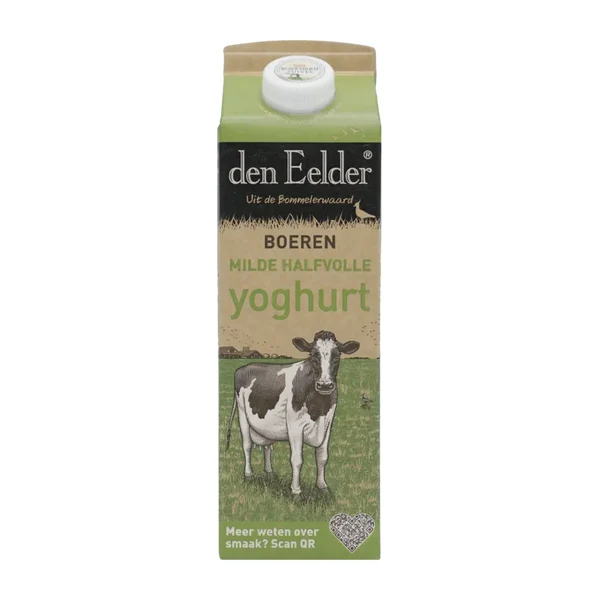 den Eelder®
Uit de Bommelerwaard
BOEREN
MILDE HALFVOLLE
yoghurt
Meer weten over
smaak? Scan QR